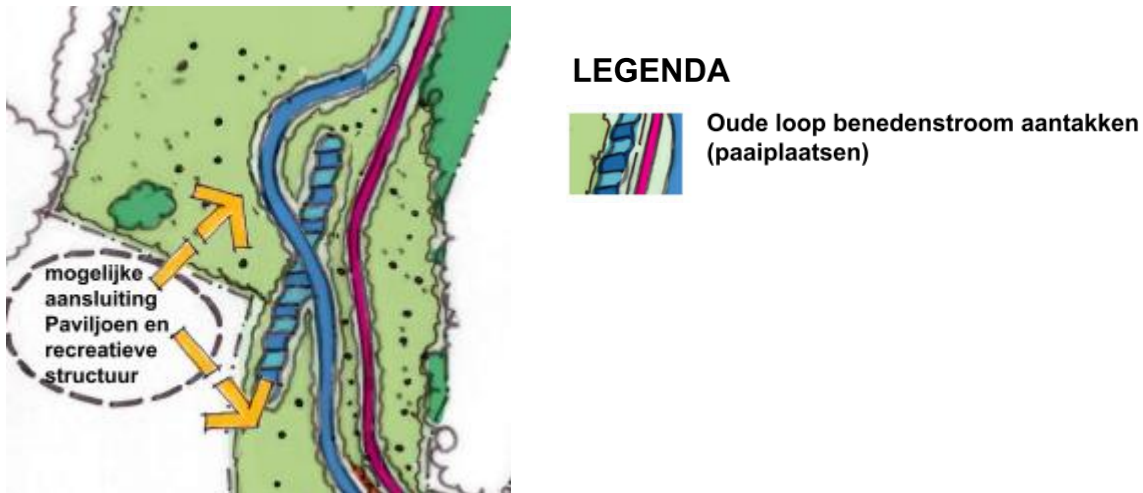 mogelijke
aansluiting
Paviljoen en
recreatieve
structuur
LEGENDA
Oude loop benedenstroom aantakken
(paaiplaatsen)